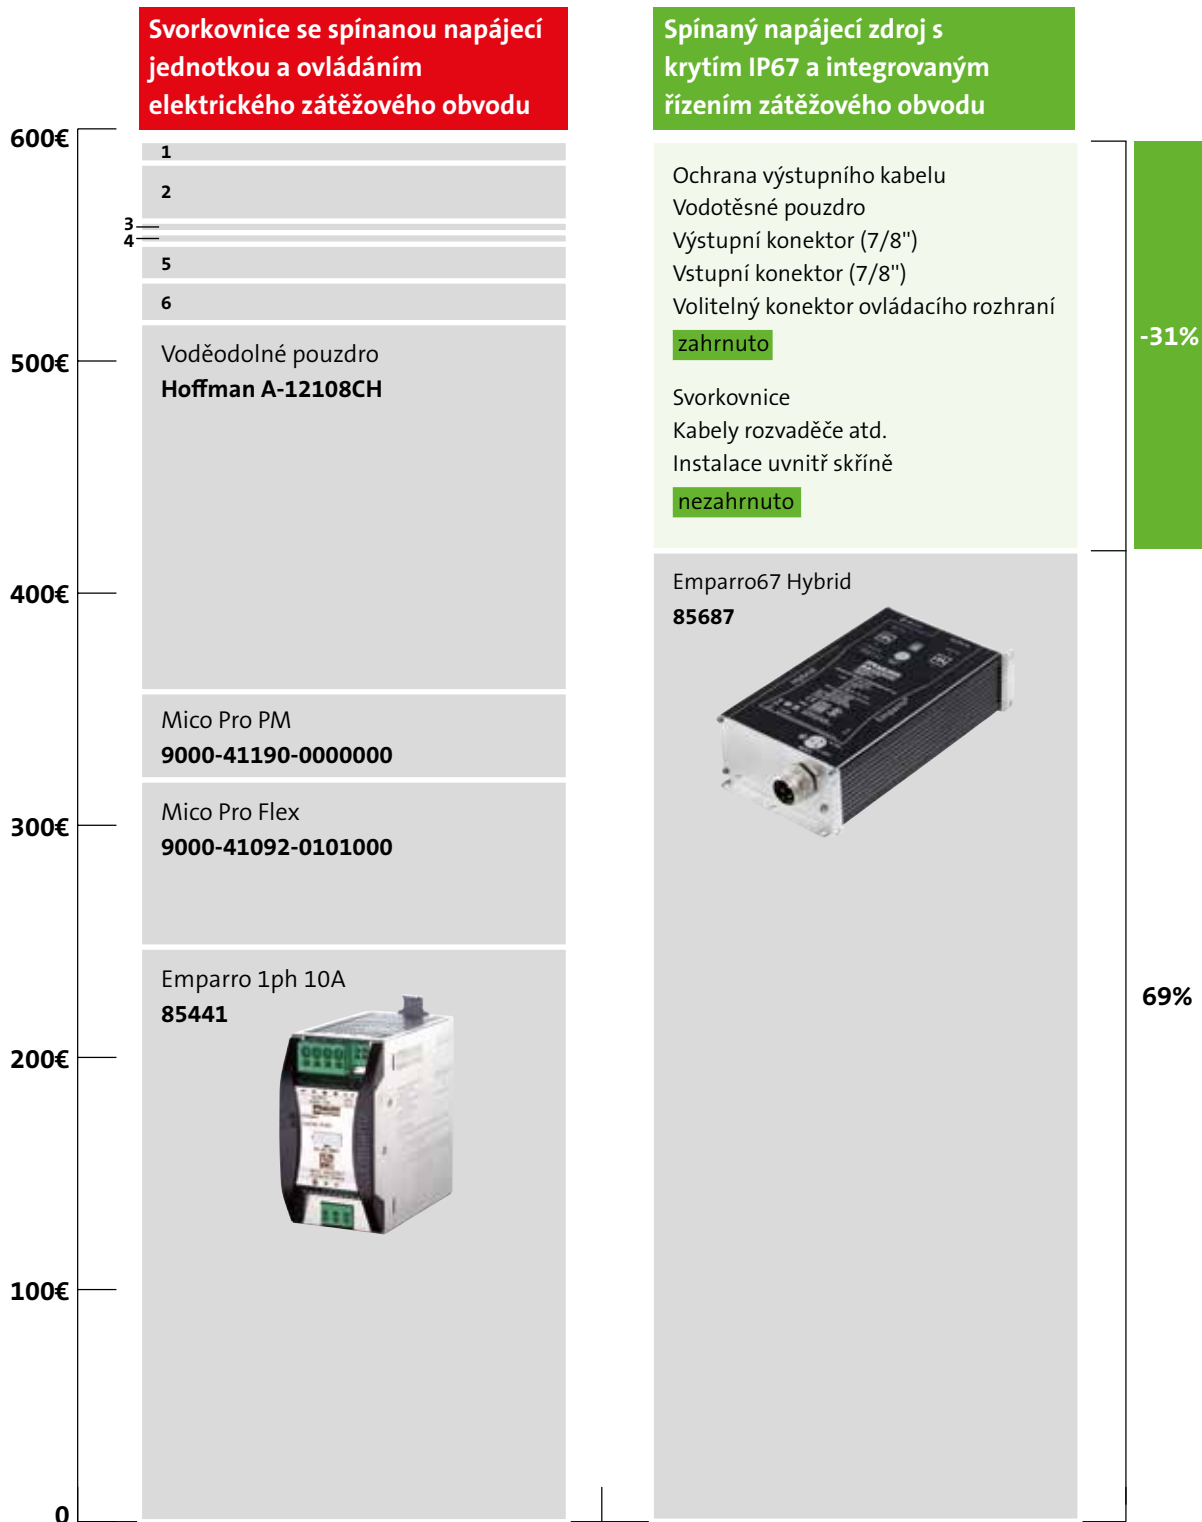 Svorkovnice se spínanou napájecí
jednotkou a ovládáním
elektrického zátěžového obvodu
Spínaný napájecí zdroj s
krytím IP67 a integrovaným
řízením zátěžového obvodu
600€
500€
400€
300€
200€
100€
0
1
2
3
4
5
6
Voděodolné pouzdro
Hoffman A-12108CH
Mico Pro PM
9000-41190-0000000
Mico Pro Flex
9000-41092-0101000
Emparro 1ph 10A
85441
Ochrana výstupního kabelu
Vodotěsné pouzdro
Výstupní konektor (7/8")
Vstupní konektor (7/8")
Volitelný konektor ovládacího rozhraní
zahrnuto
Svorkovnice
Kabely rozvaděče atd.
Instalace uvnitř skříně
nezahrnuto
Emparro67 Hybrid
85687
-31%
69%